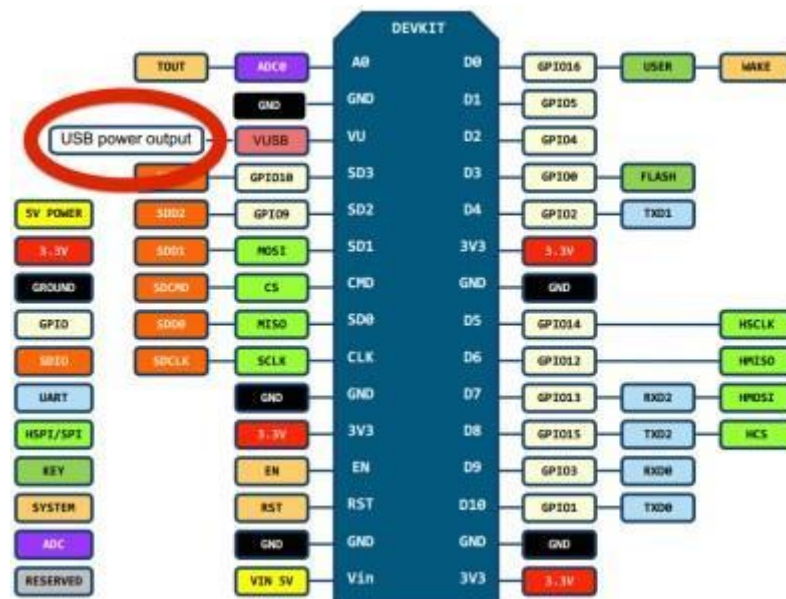 DEVKIT
TOUT ADC0 A0 D0 GPIO16 USER WAKE
GND GND D1 GPIO5
USB power output VUSB VU D2 GPIO4
GPIO10 SD3 D3 GPIO0 FLASH
5V POWER SDD2 GPIO9 SD2 D4 GPIO2 TXD1
3.3V SDD1 MOSI SD1 3V3 3.3V
GROUND SDCMD CS CMD GND GND
GPIO SDD0 MISO SD0 D5 GPIO14 HSCLK
SDIO SDCLK SCLK CLK D6 GPIO12 HMISO
UART GND GND D7 GPIO13 RXD2 HMOSI
HSPI/SPI 3.3V 3V3 D8 GPIO15 TXD2 HCS
KEY EN EN D9 GPIO3 RXD0
SYSTEM RST RST D10 GPIO1 TXD0
ADC GND GND GND GND
RESERVED VIN 5V Vin 3V3 3.3V